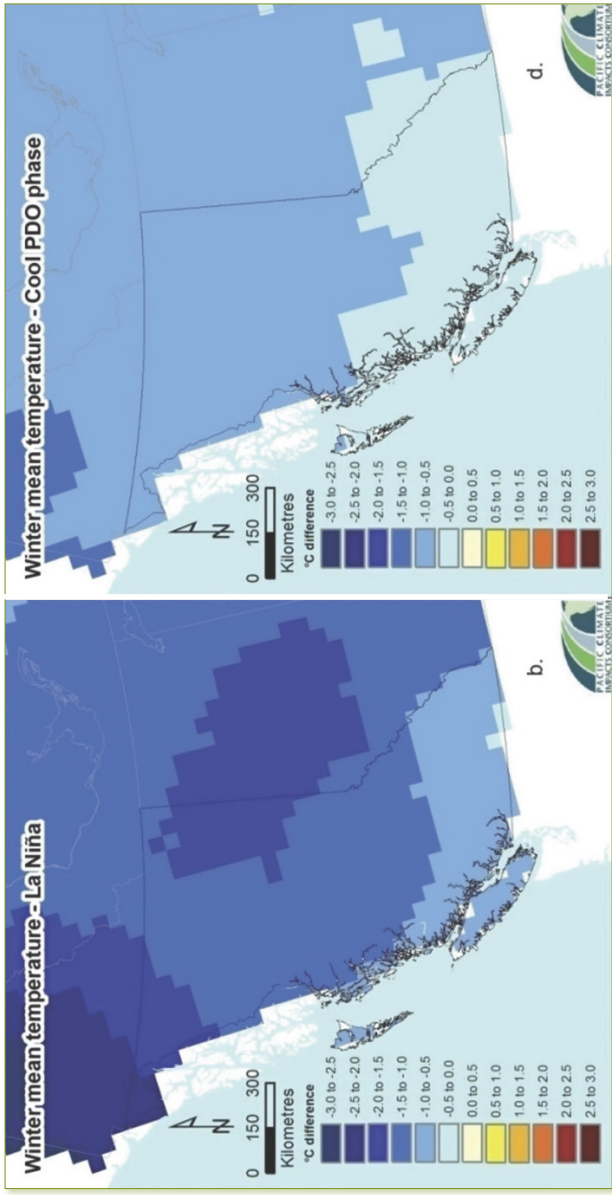 Winter mean temperature - La Niña
0 150 300
Kilometres
N
°C difference
-3.0 to -2.5
-2.5 to -2.0
-2.0 to -1.5
-1.5 to -1.0
-1.0 to -0.5
-0.5 to 0.0
0.0 to 0.5
0.5 to 1.0
1.0 to 1.5
1.5 to 2.0
2.0 to 2.5
2.5 to 3.0
b.
PACIFIC CLIMATE
IMPACTS CONSORTIUM
Winter mean temperature - Cool PDO phase
0 150 300
Kilometres
N
°C difference
-3.0 to -2.5
-2.5 to -2.0
-2.0 to -1.5
-1.5 to -1.0
-1.0 to -0.5
-0.5 to 0.0
0.0 to 0.5
0.5 to 1.0
1.0 to 1.5
1.5 to 2.0
2.0 to 2.5
2.5 to 3.0
d.
PACIFIC CLIMATE
IMPACTS CONSORTIUM